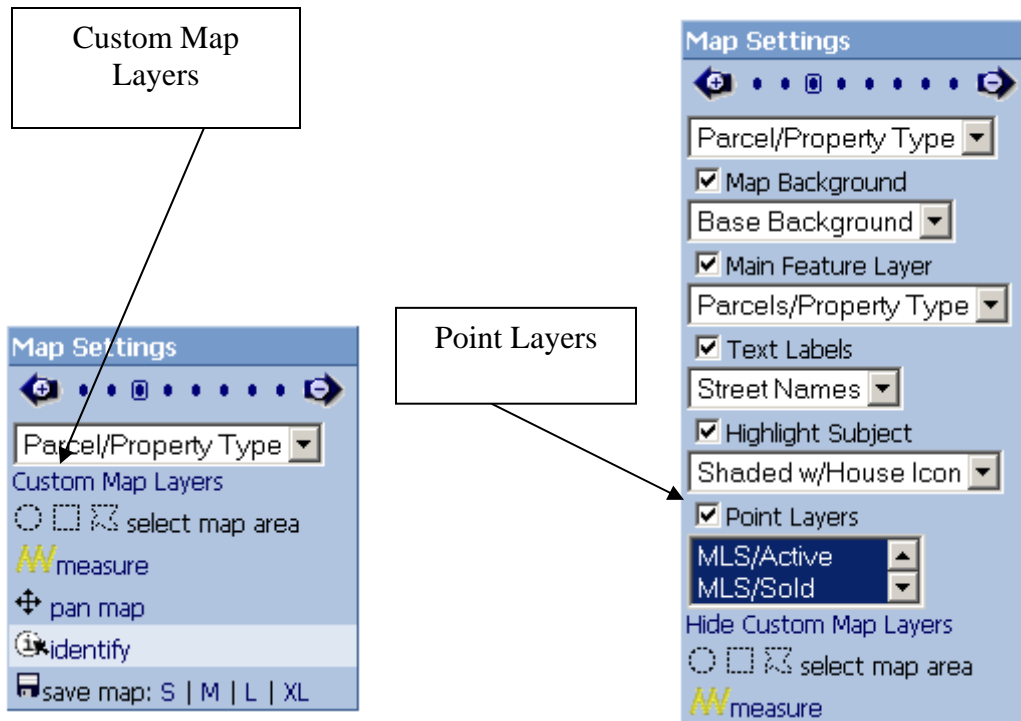 Custom Map
Layers
Map Settings
Parcel/Property Type
Custom Map Layers
select map area
measure
pan map
identify
save map: S | M | L | XL
Point Layers
Map Settings
Parcel/Property Type
Map Background
Base Background
Main Feature Layer
Parcels/Property Type
Text Labels
Street Names
Highlight Subject
Shaded w/House Icon
Point Layers
MLS/Active
MLS/Sold
Hide Custom Map Layers
select map area
measure